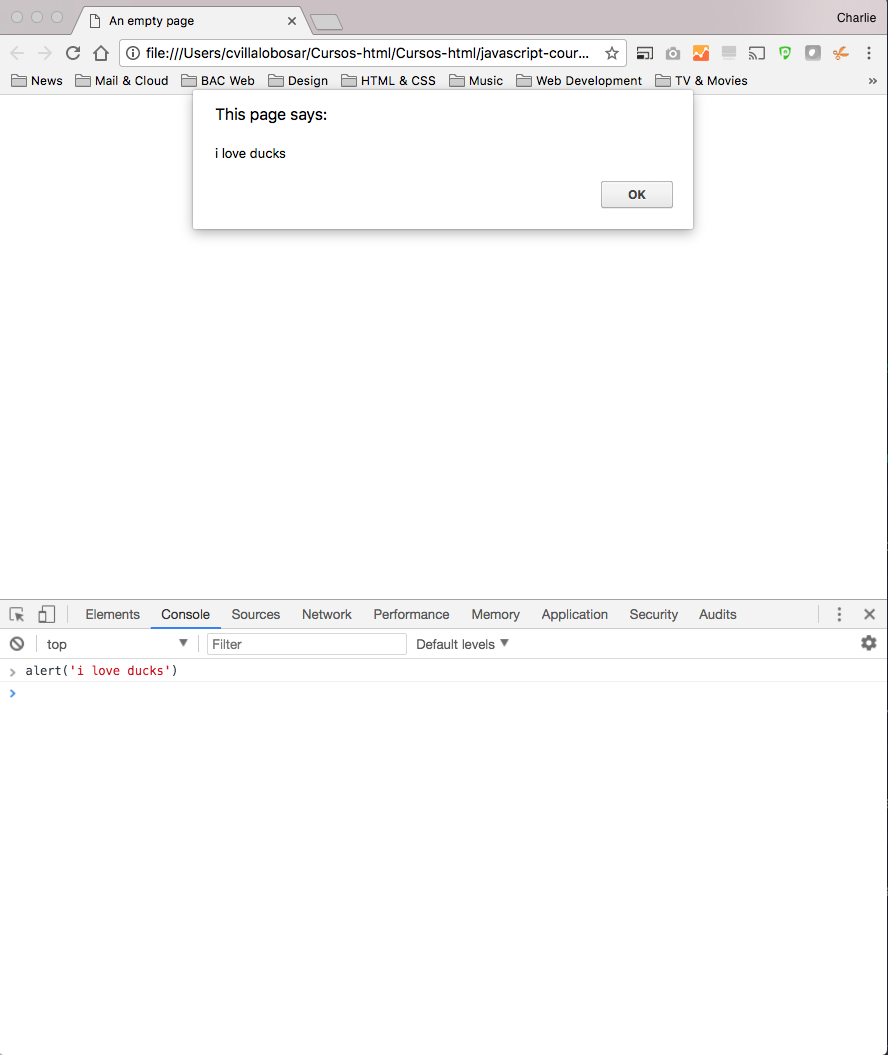 An empty page
Charlie
file:///Users/cvillalobosar/Cursos-html/Cursos-html/javascript-cour...
News Mail & Cloud BAC Web Design HTML & CSS Music Web Development TV & Movies »
This page says:
i love ducks
OK
Elements Console Sources Network Performance Memory Application Security Audits
top Filter Default levels
alert('i love ducks')